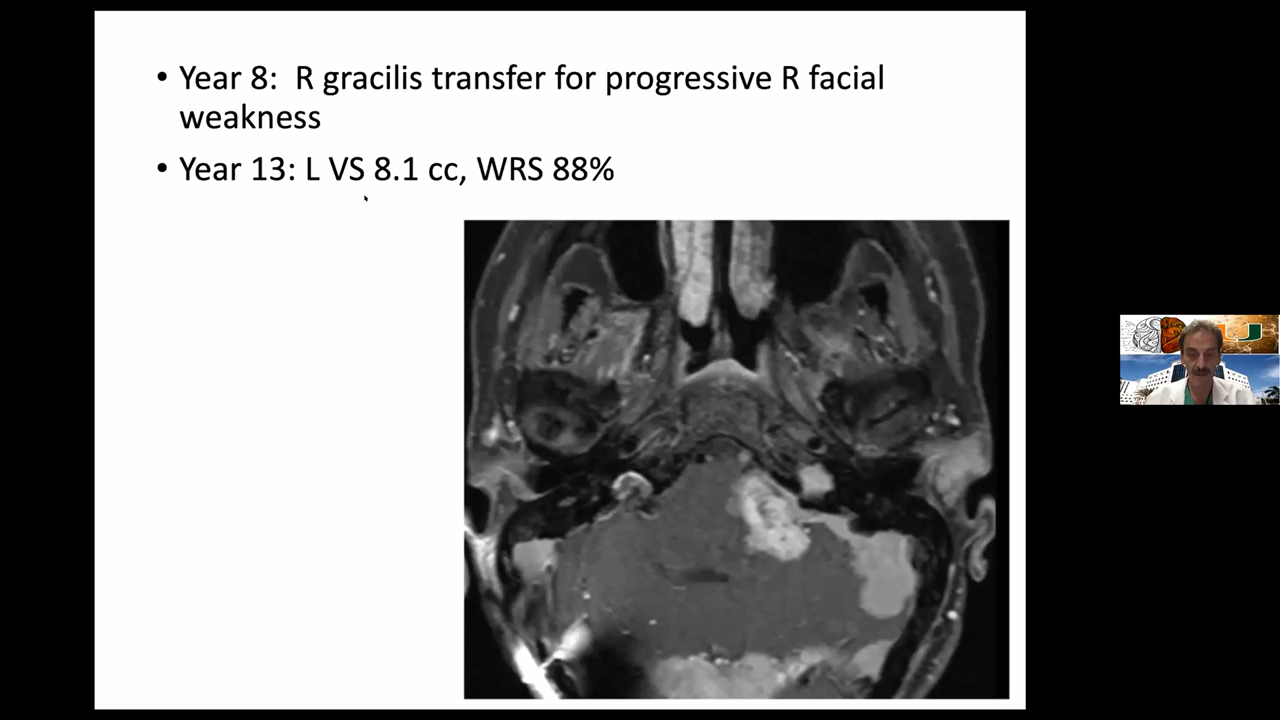 • Year 8:  R gracilis transfer for progressive R facial
weakness
• Year 13: L VS 8.1 cc, WRS 88%